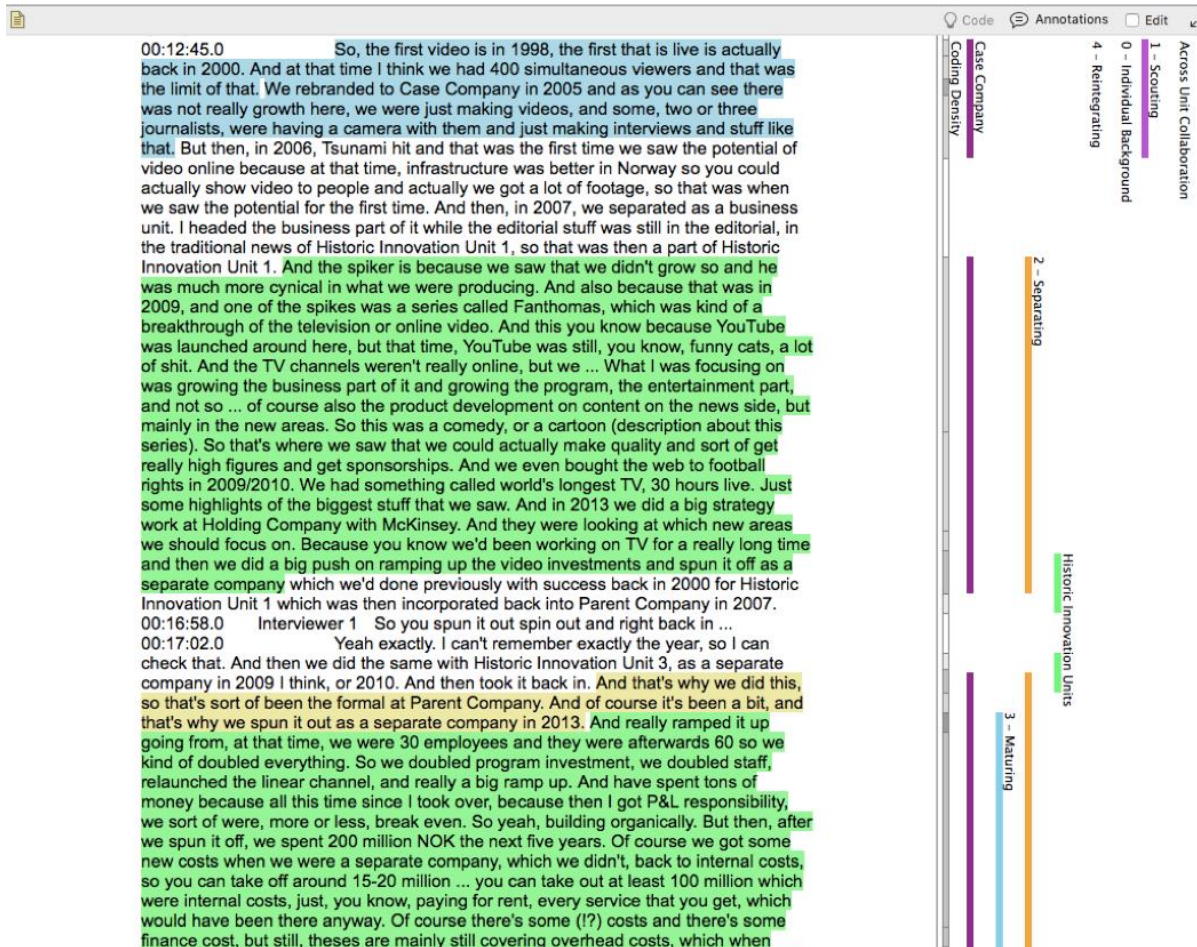 Code
Annotations
Edit
00:12:45.0 So, the first video is in 1998, the first that is live is actually
back in 2000. And at that time I think we had 400 simultaneous viewers and that was
the limit of that. We rebranded to Case Company in 2005 and as you can see there
was not really growth here, we were just making videos, and some, two or three
journalists, were having a camera with them and just making interviews and stuff like
that. But then, in 2006, Tsunami hit and that was the first time we saw the potential of
video online because at that time, infrastructure was better in Norway so you could
actually show video to people and actually we got a lot of footage, so that was when
we saw the potential for the first time. And then, in 2007, we separated as a business
unit. I headed the business part of it while the editorial stuff was still in the editorial, in
the traditional news of Historic Innovation Unit 1, so that was then a part of Historic
Innovation Unit 1. And the spiker is because we saw that we didn't grow so and he
was much more cynical in what we were producing. And also because that was in
2009, and one of the spikes was a series called Fanthomas, which was kind of a
breakthrough of the television or online video. And this you know because YouTube
was launched around here, but that time, YouTube was still, you know, funny cats, a lot
of shit. And the TV channels weren't really online, but we ... What I was focusing on
was growing the business part of it and growing the program, the entertainment part,
and not so ... of course also the product development on content on the news side, but
mainly in the new areas. So this was a comedy, or a cartoon (description about this
series). So that's where we saw that we could actually make quality and sort of get
really high figures and get sponsorships. And we even bought the web to football
rights in 2009/2010. We had something called world's longest TV, 30 hours live. Just
some highlights of the biggest stuff that we saw. And in 2013 we did a big strategy
work at Holding Company with McKinsey. And they were looking at which new areas
we should focus on. Because you know we'd been working on TV for a really long time
and then we did a big push on ramping up the video investments and spun it off as a
separate company which we'd done previously with success back in 2000 for Historic
Innovation Unit 1 which was then incorporated back into Parent Company in 2007.
00:16:58.0 Interviewer 1 So you spun it out spin out and right back in ...
00:17:02.0 Yeah exactly. I can't remember exactly the year, so I can
check that. And then we did the same with Historic Innovation Unit 3, as a separate
company in 2009 I think, or 2010. And then took it back in. And that's why we did this,
so that's sort of been the formal at Parent Company. And of course it's been a bit, and
that's why we spun it out as a separate company in 2013. And really ramped it up
going from, at that time, we were 30 employees and they were afterwards 60 so we
kind of doubled everything. So we doubled program investment, we doubled staff,
relaunched the linear channel, and really a big ramp up. And have spent tons of
money because all this time since I took over, because then I got P&L responsibility,
we sort of were, more or less, break even. So yeah, building organically. But then, after
we spun it off, we spent 200 million NOK the next five years. Of course we got some
new costs when we were a separate company, which we didn't, back to internal costs,
so you can take off around 15-20 million ... you can take out at least 100 million which
were internal costs, just, you know, paying for rent, every service that you get, which
would have been there anyway. Of course there's some (!?) costs and there's some
finance cost, but still, theses are mainly still covering overhead costs, which when
Coding Density
Case Company
3 – Maturing
2 – Separating
Historic Innovation Units
4 – Reintegrating
0 – Individual Background
1 – Scouting
Across Unit Collaboration